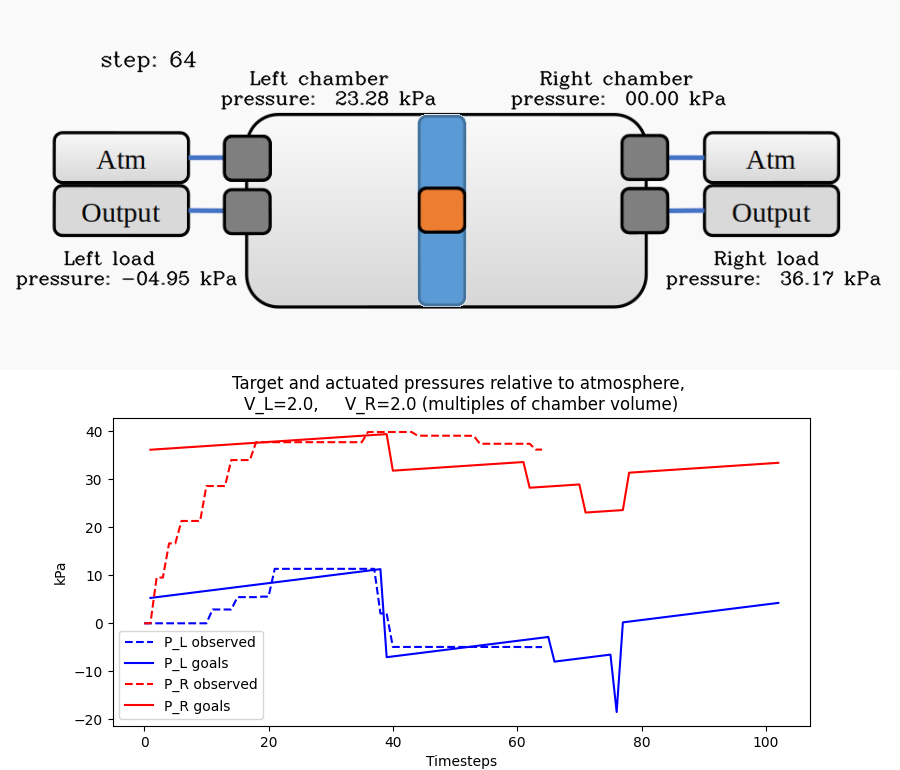 step: 64
Left chamber
pressure:  23.28 kPa
Right chamber
pressure:  00.00 kPa
Atm
Output
Atm
Output
Left load
pressure: -04.95 kPa
Right load
pressure:  36.17 kPa
Target and actuated pressures relative to atmosphere,
V_L=2.0,     V_R=2.0 (multiples of chamber volume)
kPa
40
30
20
10
0
−10
−20
P_L observed
P_L goals
P_R observed
P_R goals
0 20 40 60 80 100
Timesteps